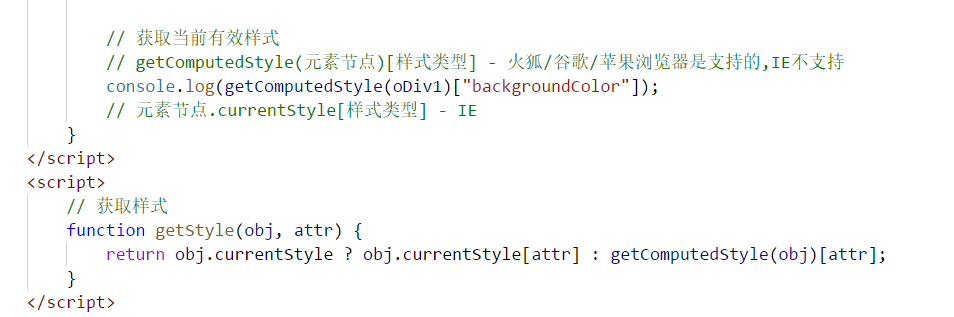 // 获取当前有效样式
// getComputedStyle(元素节点)[样式类型] - 火狐/谷歌/苹果浏览器是支持的,IE不支持
console.log(getComputedStyle(oDiv1)["backgroundColor"]);
// 元素节点.currentStyle[样式类型] - IE
}
</script>
<script>
// 获取样式
function getStyle(obj, attr) {
return obj.currentStyle ? obj.currentStyle[attr] : getComputedStyle(obj)[attr];
}
</script>